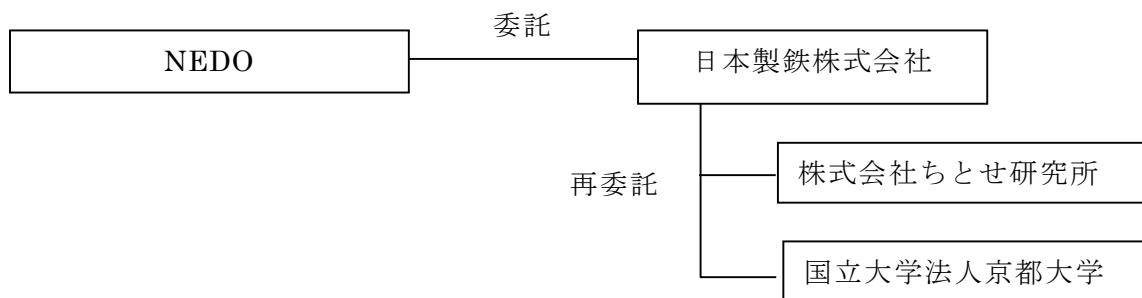 委託
NEDO
日本製鉄株式会社
再委託
株式会社ちとせ研究所
国立大学法人京都大学